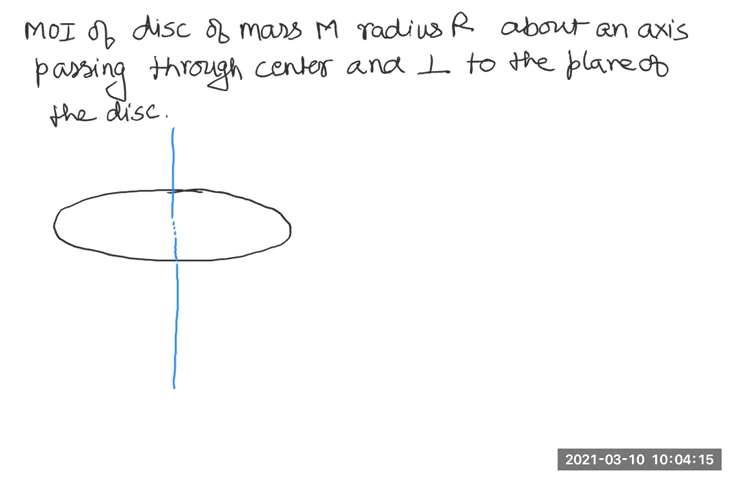 MOI of disc of mass M radius R about an axis
passing through center and ⊥ to the plane of
the disc.
2021-03-10 10:04:15